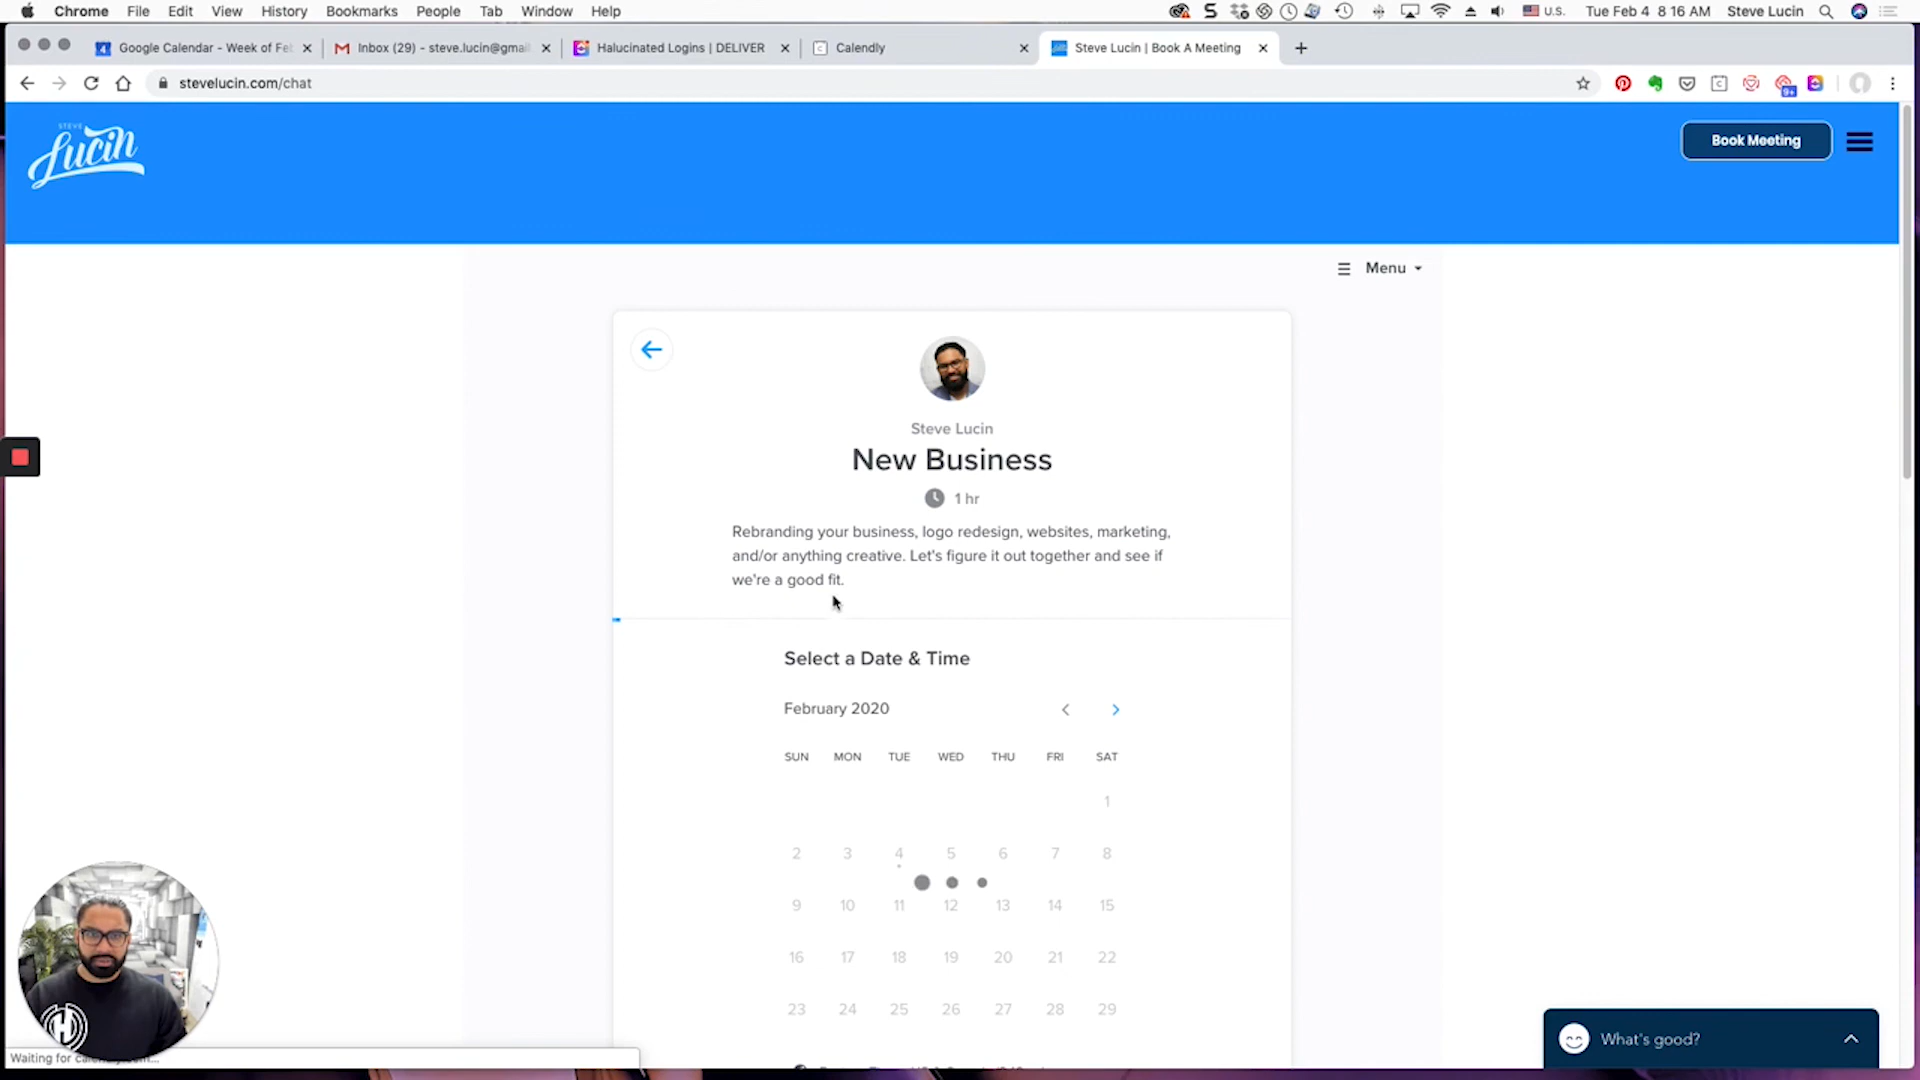 Chrome File Edit View History Bookmarks People Tab Window Help U.S. Tue Feb 4 8:16 AM Steve Lucin
Google Calendar - Week of Fe Inbox (29) - steve.lucin@gmai Halucinated Logins | DELIVER Calendly Steve Lucin | Book A Meeting
stevelucin.com/chat 9+
STEVE
Lucin
Book Meeting
Menu
Steve Lucin
New Business
1 hr
Rebranding your business, logo redesign, websites, marketing,
and/or anything creative. Let's figure it out together and see if
we're a good fit.
Select a Date & Time
February 2020
SUN MON TUE WED THU FRI SAT
1
2 3 4 5 6 7 8
9 10 11 12 13 14 15
16 17 18 19 20 21 22
23 24 25 26 27 28 29
What's good?
Waiting for